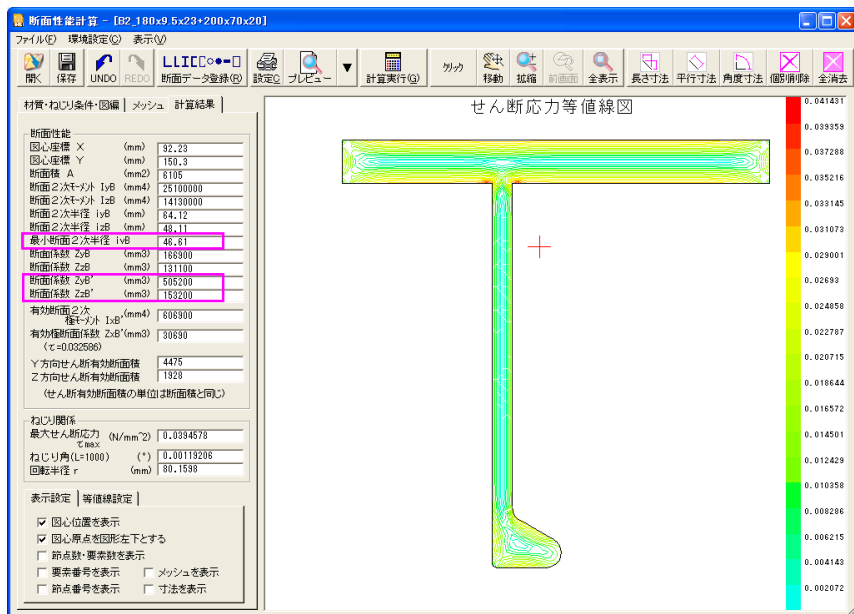 断面性能計算 - [B2_180x9.5x23+200x70x20]
ファイル(F) 環境設定(C) 表示(V)
開く 保存 UNDO REDO 断面データ登録(R) 設定C プレビュー ▼ 計算実行(G) クリック 移動 拡縮 前画面 全表示 長さ寸法 平行寸法 角度寸法 個別削除 全消去
材質・ねじり条件・図編 メッシュ 計算結果
断面性能
図心座標 X (mm) 92.23
図心座標 Y (mm) 150.3
断面積 A (mm2) 6105
断面2次モーメント IyB (mm4) 25100000
断面2次モーメント IzB (mm4) 14130000
断面2次半径 iyB (mm) 64.12
断面2次半径 izB (mm) 48.11
最小断面2次半径 ivB 46.61
断面係数 ZyB (mm3) 166900
断面係数 ZzB (mm3) 131100
断面係数 ZyB' (mm3) 505200
断面係数 ZzB' (mm3) 153200
有効断面2次
極モーメント IxB' (mm4) 606900
有効極断面係数 ZxB' (mm3) 30690
(τ=0.032586)
Y方向せん断有効断面積 4475
Z方向せん断有効断面積 1928
(せん断有効断面積の単位は断面積と同じ)
ねじり関係
最大せん断応力 τmax (N/mm^2) 0.0394578
ねじり角(L=1000) (°) 0.00119206
回転半径 r (mm) 80.1598
表示設定 等値線設定
図心位置を表示
図心原点を図形左下とする
節点数・要素数を表示
要素番号を表示 メッシュを表示
節点番号を表示 寸法を表示
せん断応力等値線図
0.041431
0.039359
0.037288
0.035216
0.033145
0.031073
0.029001
0.02693
0.024858
0.022787
0.020715
0.018644
0.016572
0.014501
0.012429
0.010358
0.008286
0.006215
0.004143
0.002072